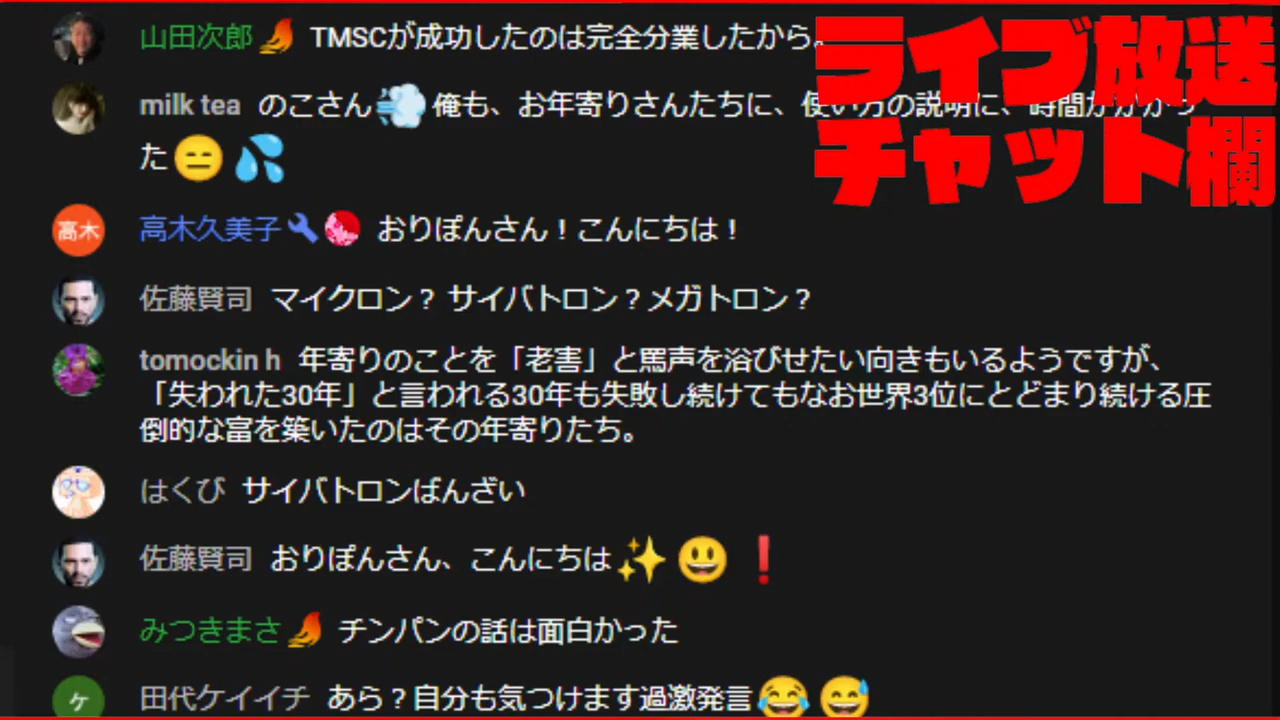 ライブ放送
チャット欄
山田次郎 TMSCが成功したのは完全分業したから。
milk tea のこさん💨俺も、お年寄りさんたちに、使い方の説明に、時間がかかっ
た😑💦
高木 高木久美子 おりぽんさん！こんにちは！
佐藤賢司 マイクロン？サイバトロン？メガトロン？
tomockin h 年寄りのことを「老害」と罵声を浴びせたい向きもいるようですが、
「失われた30年」と言われる30年も失敗し続けてもなお世界3位にとどまり続ける圧
倒的な富を築いたのはその年寄りたち。
はくび サイバトロンばんざい
佐藤賢司 おりぽんさん、こんにちは✨😃❗
みつきまさ チンパンの話は面白かった
ケ 田代ケイイチ あら？自分も気つけます過激発言😂😅